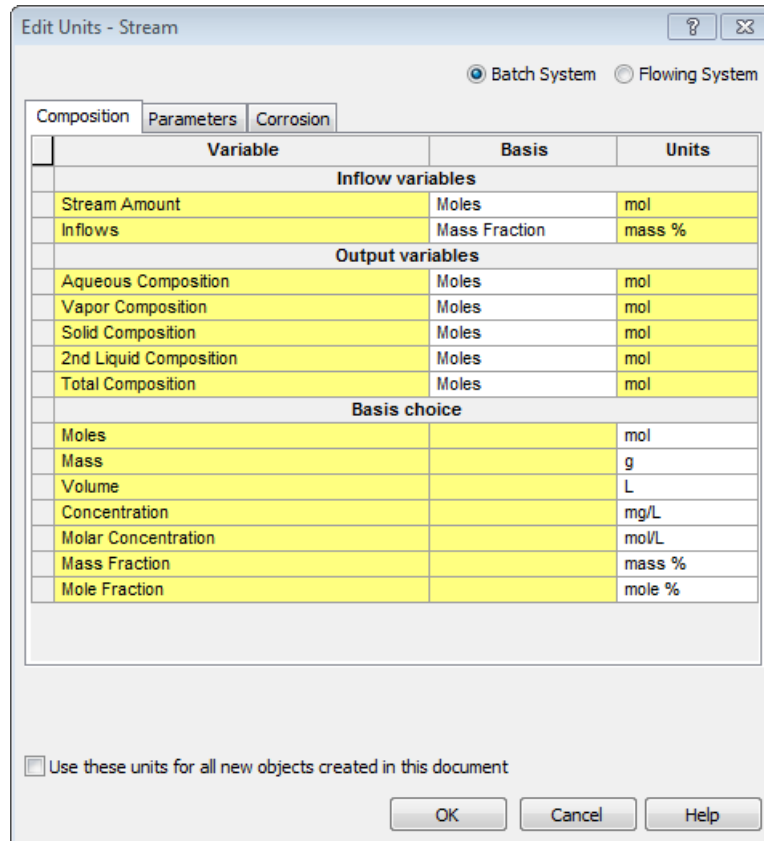 Edit Units - Stream
Batch System Flowing System
Composition Parameters Corrosion
Variable Basis Units
Inflow variables
Stream Amount Moles mol
Inflows Mass Fraction mass %
Output variables
Aqueous Composition Moles mol
Vapor Composition Moles mol
Solid Composition Moles mol
2nd Liquid Composition Moles mol
Total Composition Moles mol
Basis choice
Moles mol
Mass g
Volume L
Concentration mg/L
Molar Concentration mol/L
Mass Fraction mass %
Mole Fraction mole %
Use these units for all new objects created in this document
OK Cancel Help